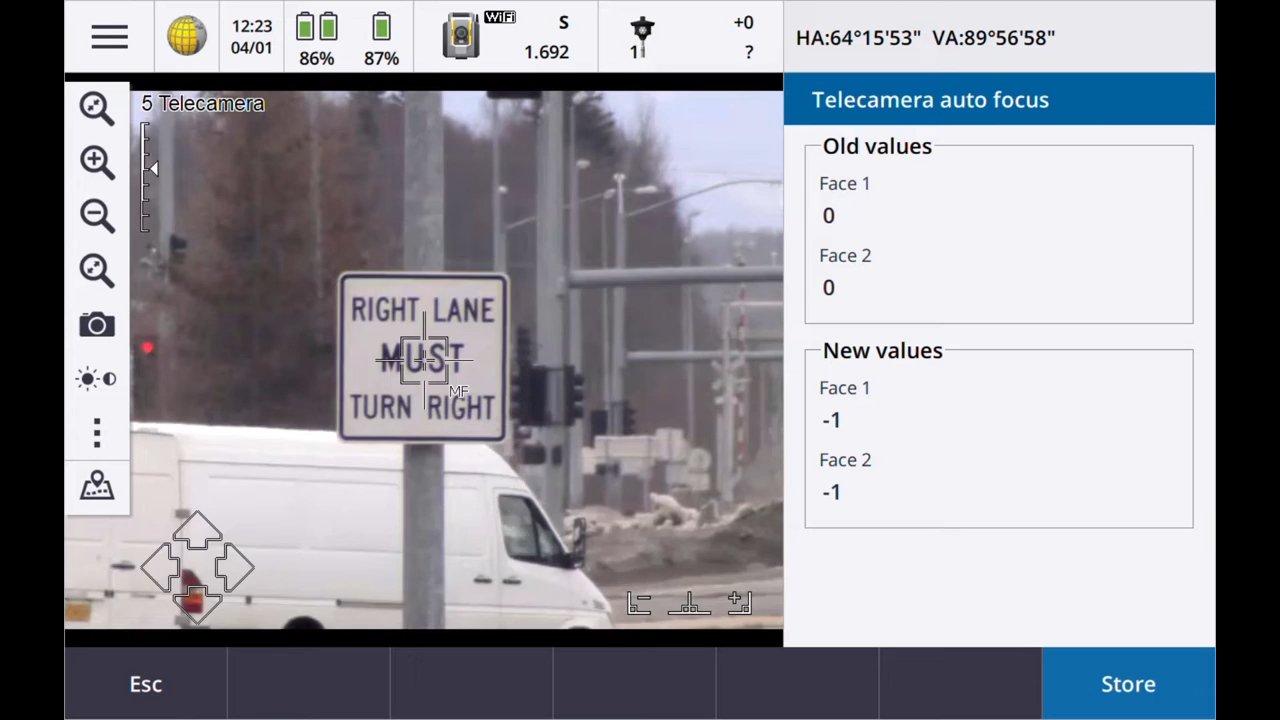 12:23
04/01
86%
87%
WiFi
S
1.692
1
+0
?
HA:64°15'53" VA:89°56'58"
5 Telecamera
RIGHT LANE
MUST
TURN RIGHT
MF
Telecamera auto focus
Old values
Face 1
0
Face 2
0
New values
Face 1
-1
Face 2
-1
Esc
Store